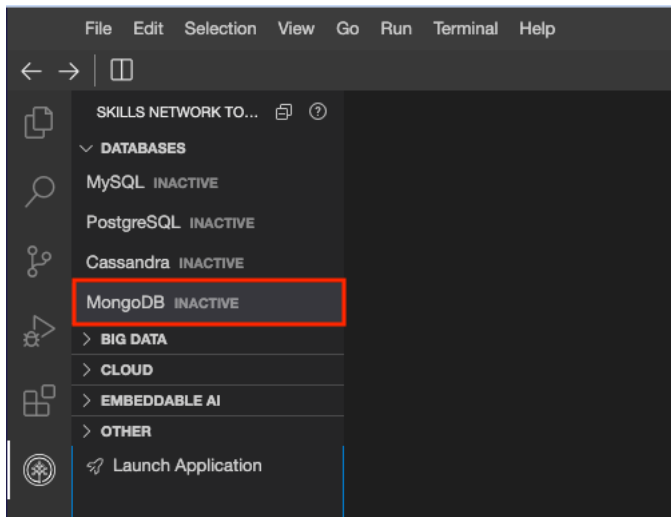 File Edit Selection View Go Run Terminal Help
SKILLS NETWORK TO...
DATABASES
MySQL INACTIVE
PostgreSQL INACTIVE
Cassandra INACTIVE
MongoDB INACTIVE
BIG DATA
CLOUD
EMBEDDABLE AI
OTHER
Launch Application